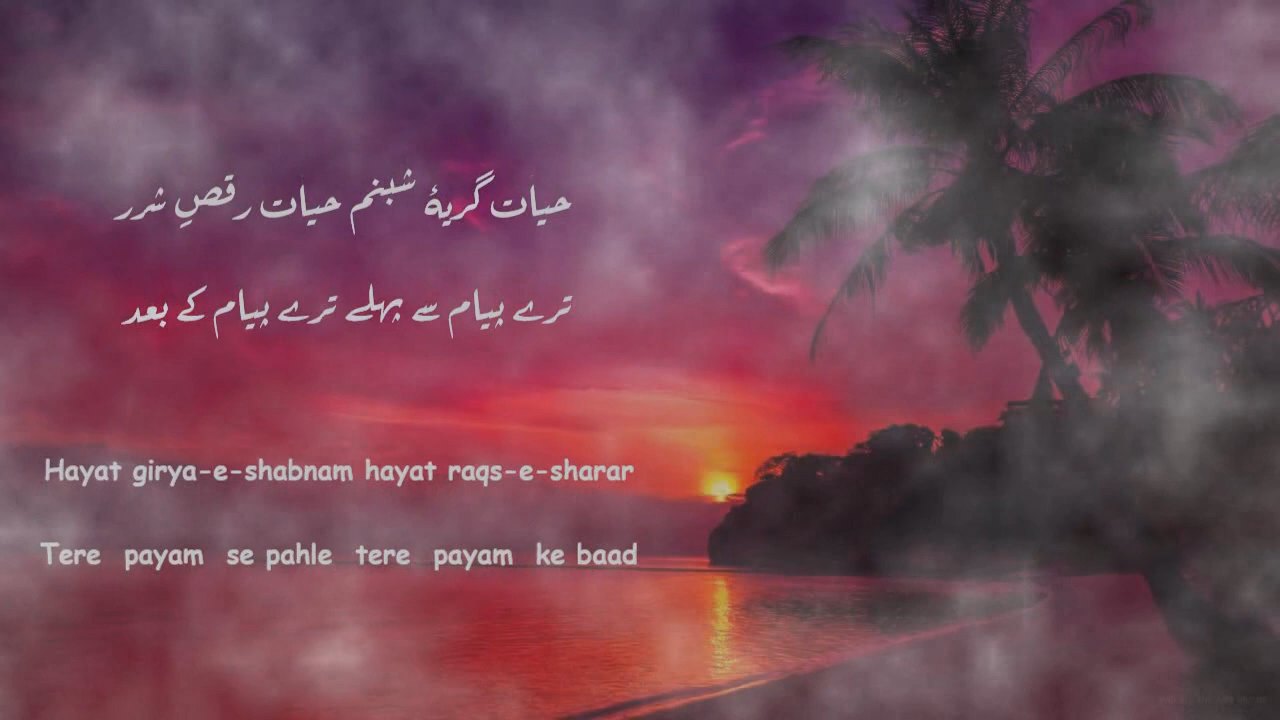 حیات گریۂ شبنم حیات رقصِ شرر
ترے پیام سے پہلے ترے پیام کے بعد
Hayat girya-e-shabnam hayat raqs-e-sharar
Tere payam se pahle tere payam ke baad